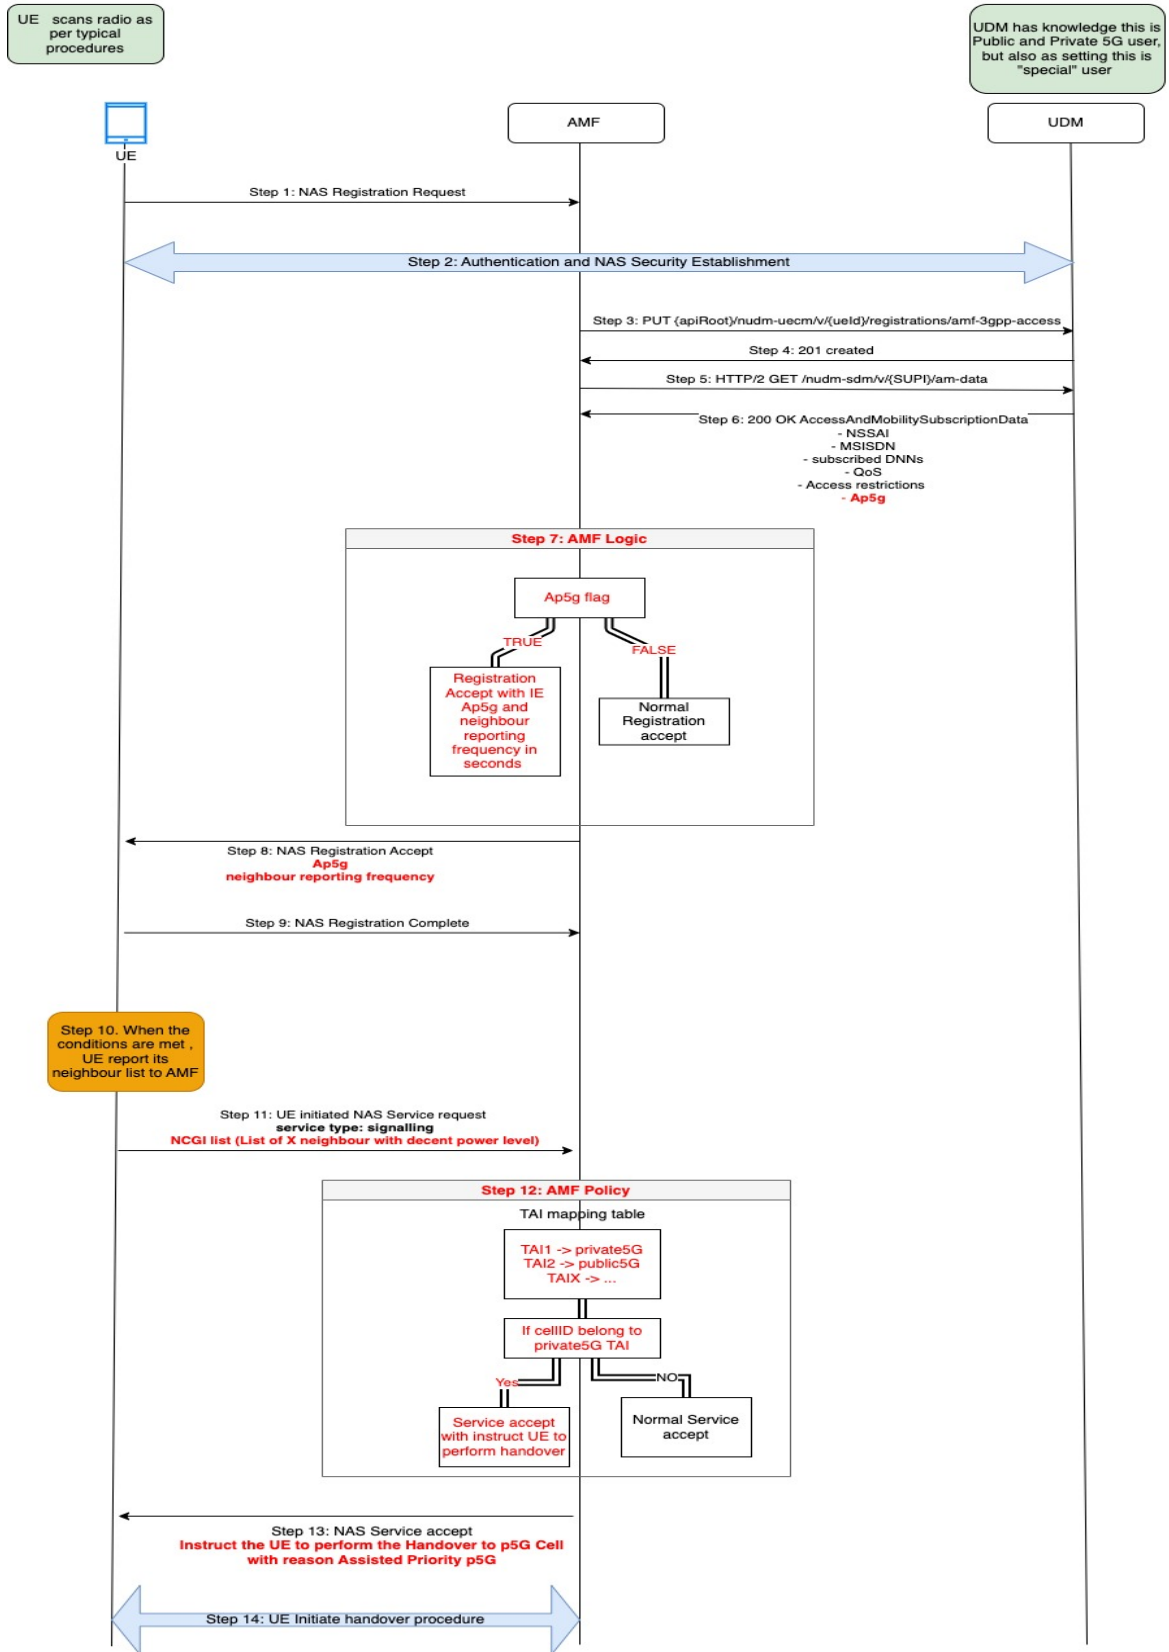 UE scans radio as
per typical
procedures
UDM has knowledge this is
Public and Private 5G user,
but also as setting this is
"special" user
UE
AMF
UDM
Step 1: NAS Registration Request
Step 2: Authentication and NAS Security Establishment
Step 3: PUT {apiRoot}/nudm-uecm/v/{ueId}/registrations/amf-3gpp-access
Step 4: 201 created
Step 5: HTTP/2 GET /nudm-sdm/v/{SUPI}/am-data
Step 6: 200 OK AccessAndMobilitySubscriptionData
- NSSAI
- MSISDN
- subscribed DNNs
- QoS
- Access restrictions
- Ap5g
Step 7: AMF Logic
Ap5g flag
TRUE
FALSE
Registration
Accept with IE
Ap5g and
neighbour
reporting
frequency in
seconds
Normal
Registration
accept
Step 8: NAS Registration Accept
Ap5g
neighbour reporting frequency
Step 9: NAS Registration Complete
Step 10. When the
conditions are met ,
UE report its
neighbour list to AMF
Step 11: UE initiated NAS Service request
service type: signalling
NCGI list (List of X neighbour with decent power level)
Step 12: AMF Policy
TAI mapping table
TAI1 -> private5G
TAI2 -> public5G
TAIX -> ...
If cellID belong to
private5G TAI
Yes
NO
Service accept
with instruct UE to
perform handover
Normal Service
accept
Step 13: NAS Service accept
Instruct the UE to perform the Handover to p5G Cell
with reason Assisted Priority p5G
Step 14: UE Initiate handover procedure